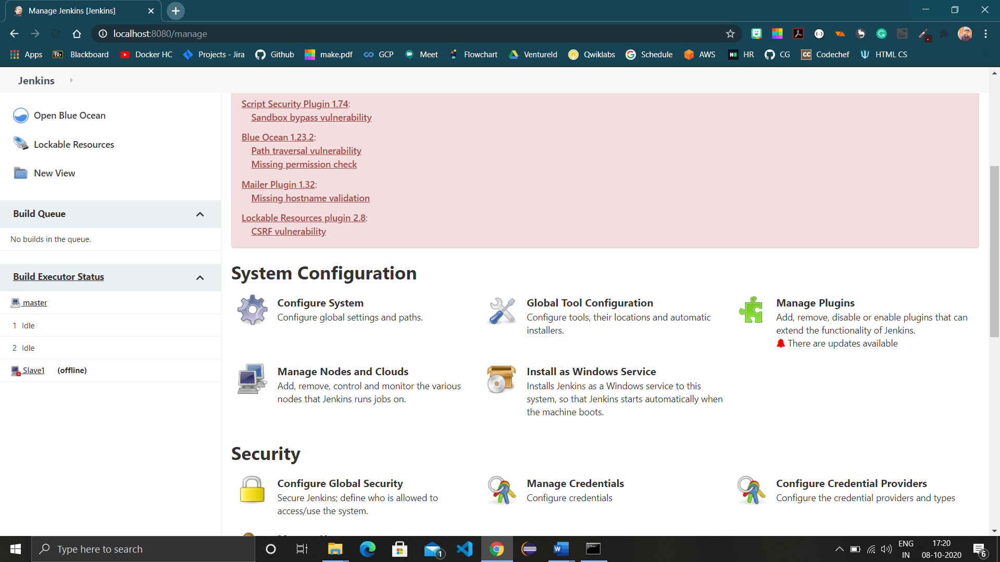 Manage Jenkins [Jenkins]
localhost:8080/manage
Apps
Bb Blackboard
Docker HC
Projects - Jira
Github
make.pdf
GCP
Meet
Flowchart
VentureId
Qwiklabs
Schedule
AWS
HR
CG
CC Codechef
HTML CS
Jenkins
Open Blue Ocean
Lockable Resources
New View
Build Queue
No builds in the queue.
Build Executor Status
master
1 Idle
2 Idle
Slave1 (offline)
Script Security Plugin 1.74:
Sandbox bypass vulnerability
Blue Ocean 1.23.2:
Path traversal vulnerability
Missing permission check
Mailer Plugin 1.32:
Missing hostname validation
Lockable Resources plugin 2.8:
CSRF vulnerability
System Configuration
Configure System
Configure global settings and paths.
Global Tool Configuration
Configure tools, their locations and automatic
installers.
Manage Plugins
Add, remove, disable or enable plugins that can
extend the functionality of Jenkins.
There are updates available
Manage Nodes and Clouds
Add, remove, control and monitor the various
nodes that Jenkins runs jobs on.
Install as Windows Service
Installs Jenkins as a Windows service to this
system, so that Jenkins starts automatically when
the machine boots.
Security
Configure Global Security
Secure Jenkins; define who is allowed to
access/use the system.
Manage Credentials
Configure credentials
Configure Credential Providers
Configure the credential providers and types
Type here to search
1
ENG
IN
17:20
08-10-2020
6